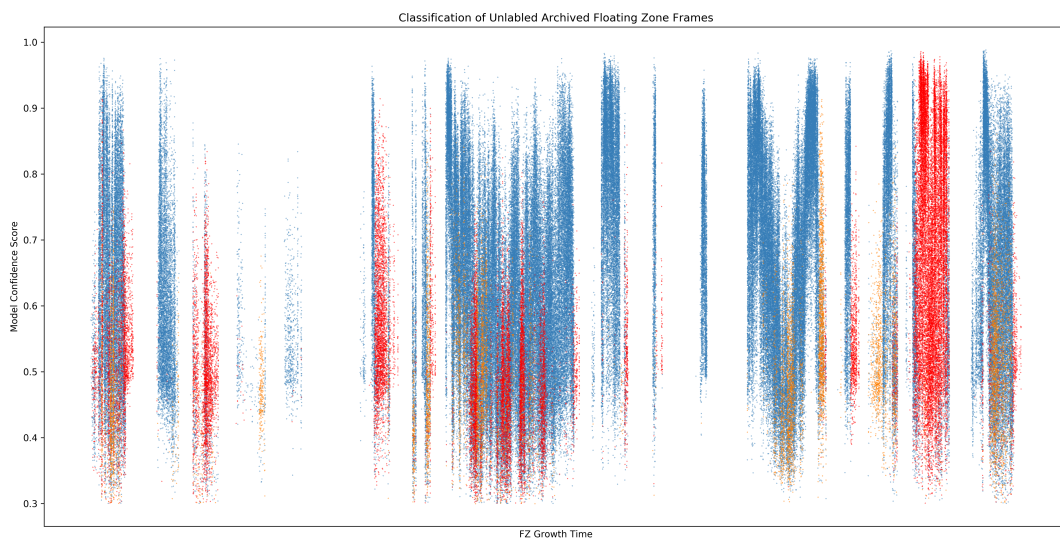 Classification of Unlabled Archived Floating Zone Frames
1.0
0.9
0.8
0.7
0.6
0.5
0.4
0.3
Model Confidence Score
FZ Growth Time